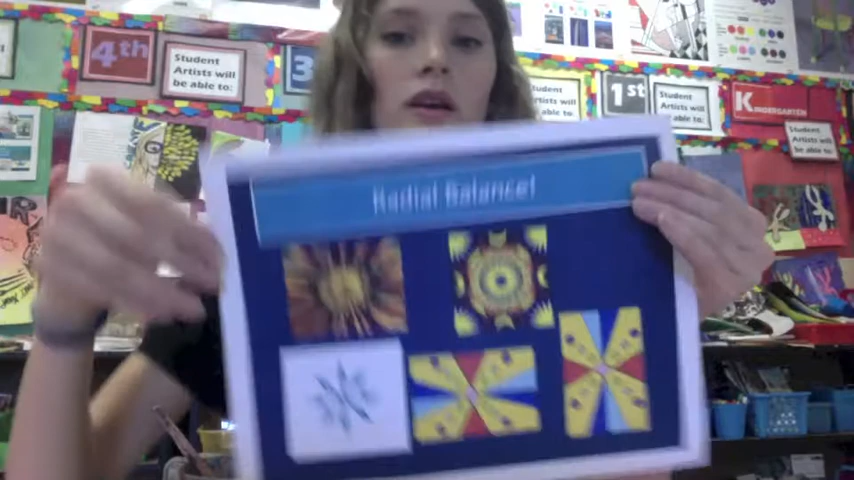 4th
Student
Artists will
be able to:
3
Student
Artists will
be able to:
1st
Student
Artists will
be able to:
KINDERGARTEN
Student
Artists will
be able to:
Radial Balance!